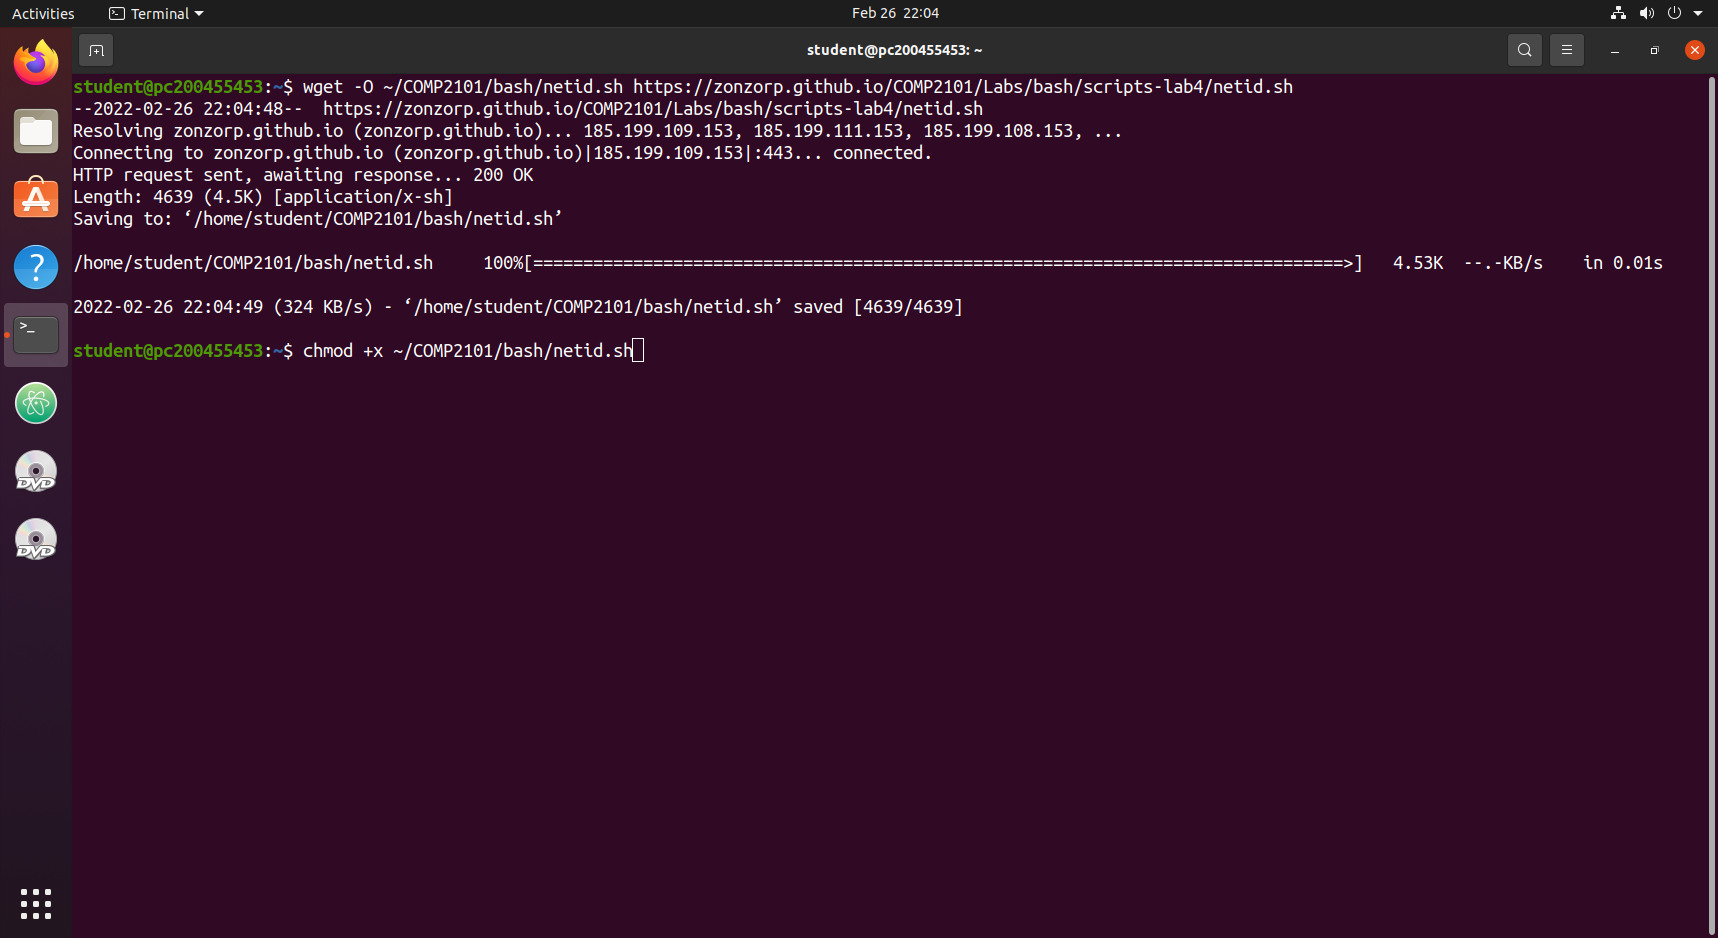 Activities
Terminal
Feb 26 22:04
student@pc200455453: ~
student@pc200455453:~$ wget -O ~/COMP2101/bash/netid.sh https://zonzorp.github.io/COMP2101/Labs/bash/scripts-lab4/netid.sh
--2022-02-26 22:04:48--  https://zonzorp.github.io/COMP2101/Labs/bash/scripts-lab4/netid.sh
Resolving zonzorp.github.io (zonzorp.github.io)... 185.199.109.153, 185.199.111.153, 185.199.108.153, ...
Connecting to zonzorp.github.io (zonzorp.github.io)|185.199.109.153|:443... connected.
HTTP request sent, awaiting response... 200 OK
Length: 4639 (4.5K) [application/x-sh]
Saving to: ‘/home/student/COMP2101/bash/netid.sh’
/home/student/COMP2101/bash/netid.sh     100%[=================================================================================>]   4.53K  --.-KB/s    in 0.01s
2022-02-26 22:04:49 (324 KB/s) - ‘/home/student/COMP2101/bash/netid.sh’ saved [4639/4639]
student@pc200455453:~$ chmod +x ~/COMP2101/bash/netid.sh
>_
DVD
DVD